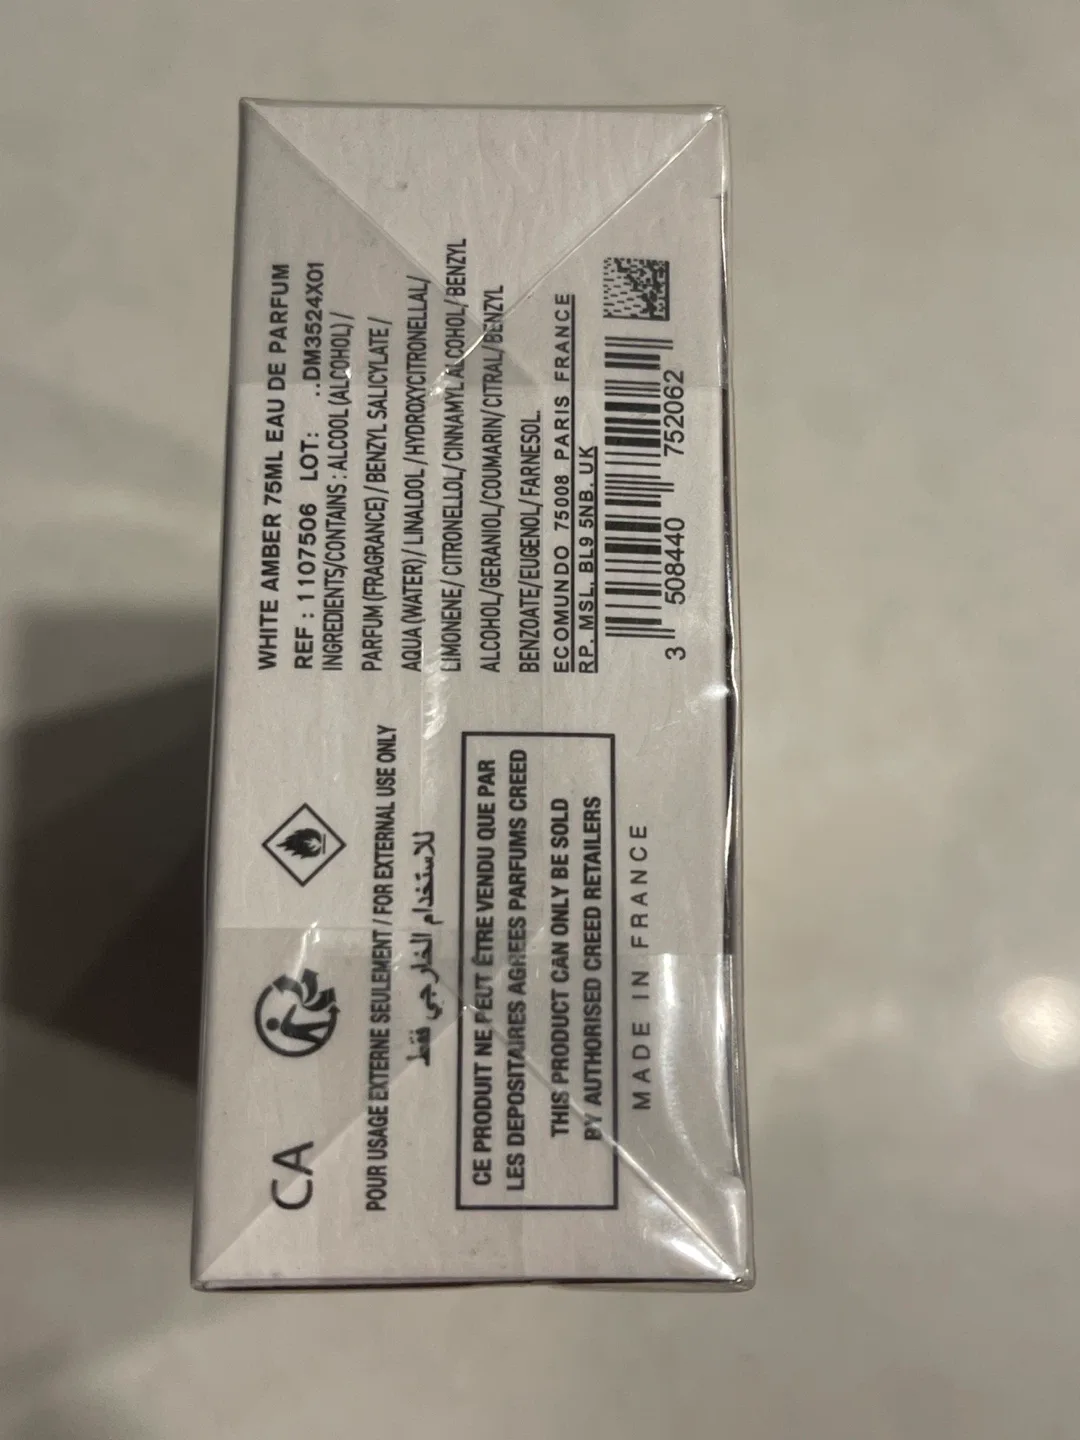 WHITE AMBER 75ML EAU DE PARFUM
REF : 1107506 LOT: ..DM3524X01
INGREDIENTS/CONTAINS : ALCOOL (ALCOHOL) /
PARFUM (FRAGRANCE) / BENZYL SALICYLATE /
AQUA (WATER) / LINALOOL / HYDROXYCITRONELLAL/
LIMONENE/ CITRONELLOL/ CINNAMYL ALCOHOL/ BENZYL
ALCOHOL/GERANIOL/COUMARIN/CITRAL/BENZYL
BENZOATE/EUGENOL/ FARNESOL.
ECOMUNDO 75008 PARIS FRANCE
RP. MSL. BL9 5NB. UK
3 508440 752062
CA
POUR USAGE EXTERNE SEULEMENT / FOR EXTERNAL USE ONLY
للاستخدام الخارجي فقط
CE PRODUIT NE PEUT ÊTRE VENDU QUE PAR
LES DEPOSITAIRES AGREES PARFUMS CREED
THIS PRODUCT CAN ONLY BE SOLD
BY AUTHORISED CREED RETAILERS
MADE IN FRANCE